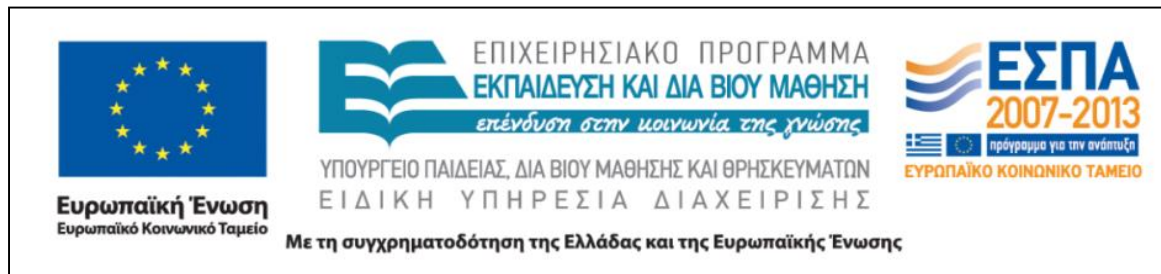 Ευρωπαϊκή Ένωση
Ευρωπαϊκό Κοινωνικό Ταμείο
ΕΠΙΧΕΙΡΗΣΙΑΚΟ ΠΡΟΓΡΑΜΜΑ
ΕΚΠΑΙΔΕΥΣΗ ΚΑΙ ΔΙΑ ΒΙΟΥ ΜΑΘΗΣΗ
επένδυση στην κοινωνία της γνώσης
ΥΠΟΥΡΓΕΙΟ ΠΑΙΔΕΙΑΣ, ΔΙΑ ΒΙΟΥ ΜΑΘΗΣΗΣ ΚΑΙ ΘΡΗΣΚΕΥΜΑΤΩΝ
ΕΙΔΙΚΗ ΥΠΗΡΕΣΙΑ ΔΙΑΧΕΙΡΙΣΗΣ
Με τη συγχρηματοδότηση της Ελλάδας και της Ευρωπαϊκής Ένωσης
ΕΣΠΑ
2007-2013
πρόγραμμα για την ανάπτυξη
ΕΥΡΩΠΑΪΚΟ ΚΟΙΝΩΝΙΚΟ ΤΑΜΕΙΟ